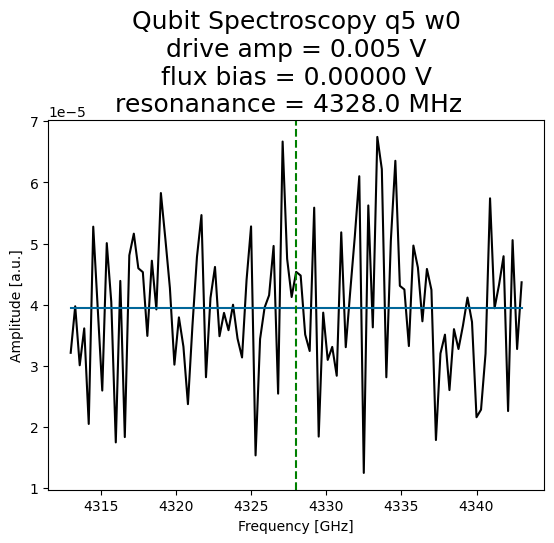 Qubit Spectroscopy q5 w0
drive amp = 0.005 V
flux bias = 0.00000 V
resonanance = 4328.0 MHz
1e−5
7
6
5
4
3
2
1
Amplitude [a.u.]
4315 4320 4325 4330 4335 4340
Frequency [GHz]